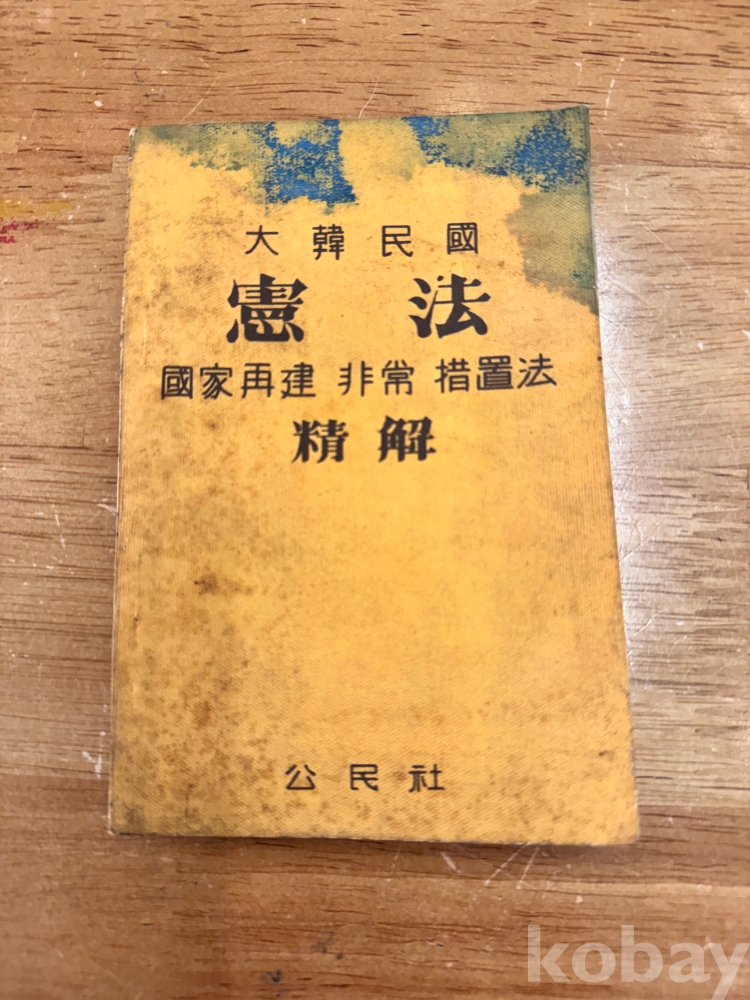 大韓民國
憲法
國家再建 非常 措置法
精解
公民社
kobay